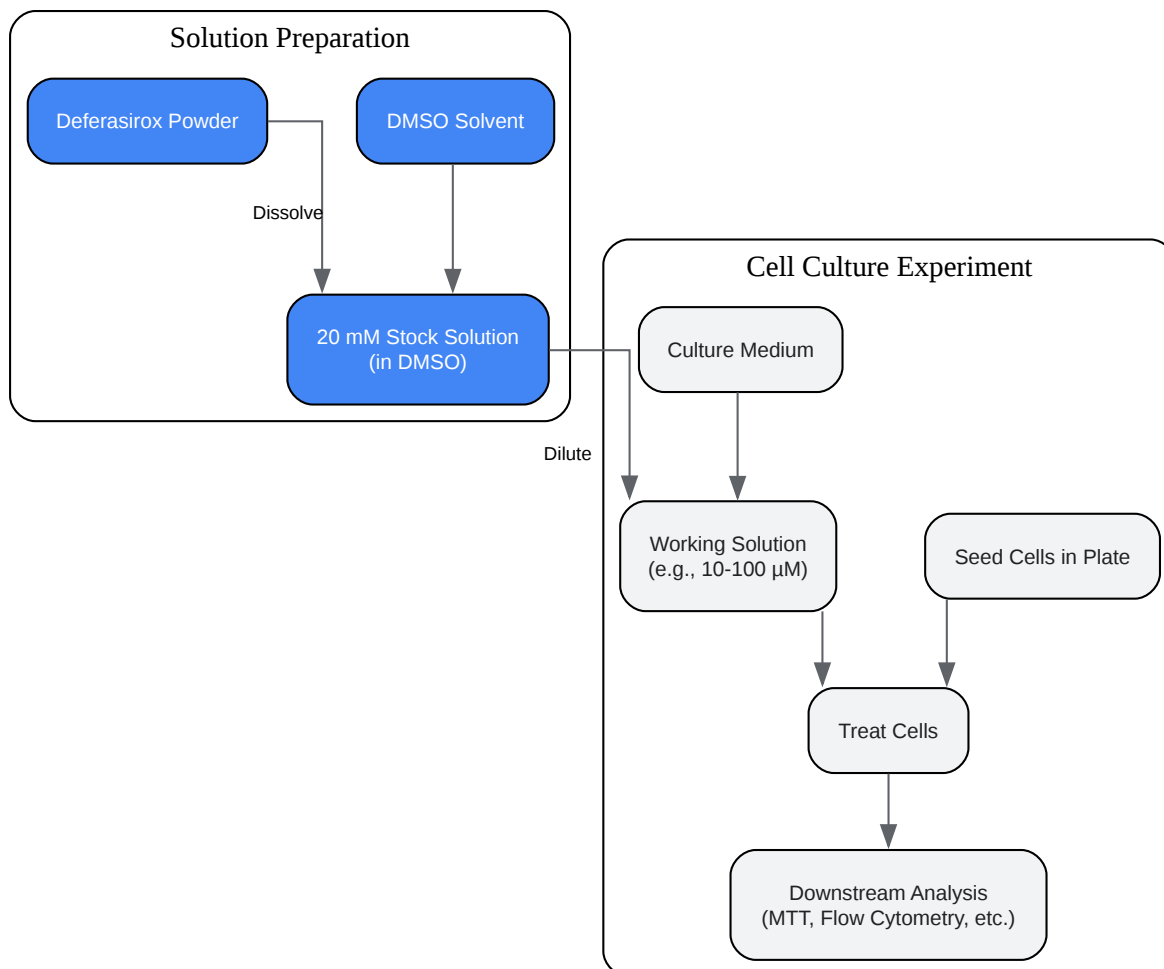 Solution Preparation
Deferasirox Powder
DMSO Solvent
Dissolve
20 mM Stock Solution
(in DMSO)
Cell Culture Experiment
Culture Medium
Dilute
Working Solution
(e.g., 10-100 µM)
Seed Cells in Plate
Treat Cells
Downstream Analysis
(MTT, Flow Cytometry, etc.)